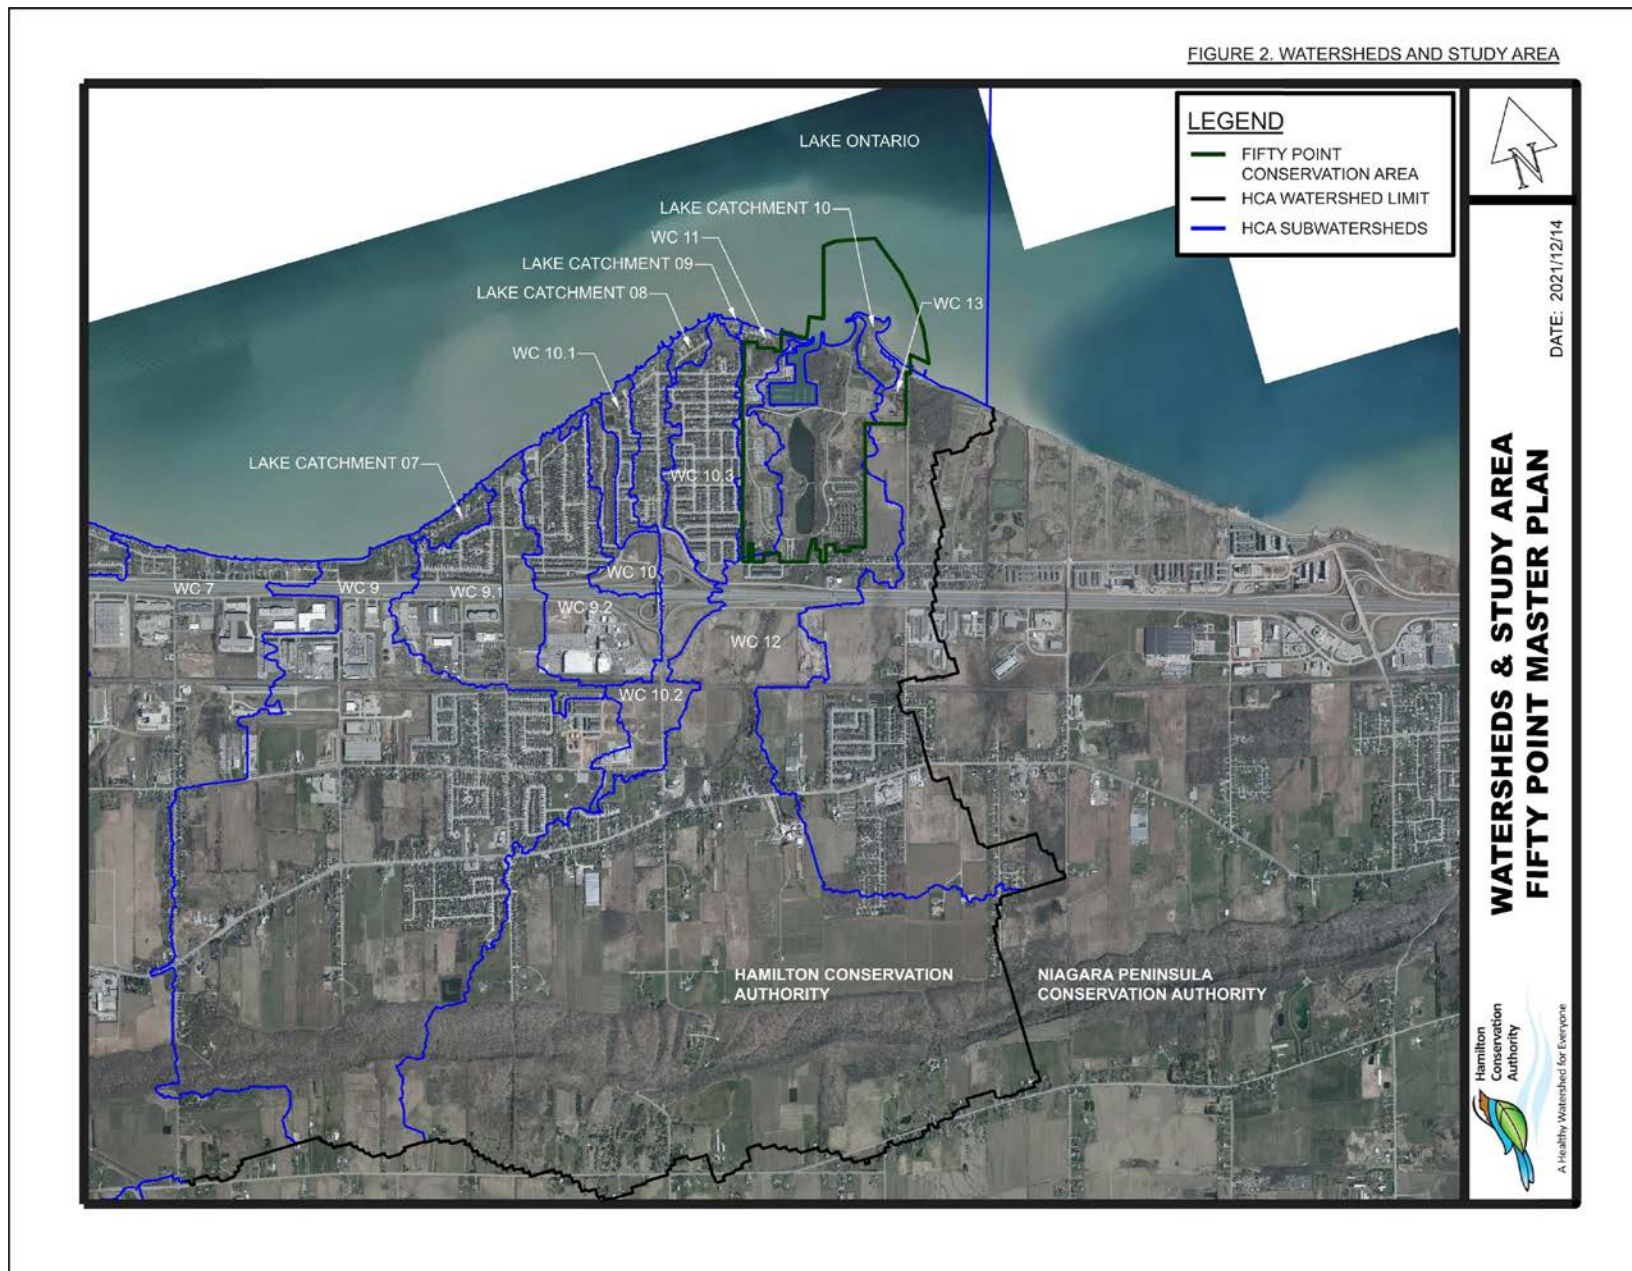 FIGURE 2. WATERSHEDS AND STUDY AREA
LEGEND
FIFTY POINT
CONSERVATION AREA
HCA WATERSHED LIMIT
HCA SUBWATERSHEDS
N
DATE: 2021/12/14
WATERSHEDS & STUDY AREA
FIFTY POINT MASTER PLAN
Hamilton
Conservation
Authority
A Healthy Watershed for Everyone
LAKE ONTARIO
LAKE CATCHMENT 10
WC 11
LAKE CATCHMENT 09
LAKE CATCHMENT 08
WC 13
WC 10.1
LAKE CATCHMENT 07
WC 10.3
WC 7
WC 9
WC 9.1
WC 10
WC 9.2
WC 12
WC 10.2
HAMILTON CONSERVATION
AUTHORITY
NIAGARA PENINSULA
CONSERVATION AUTHORITY